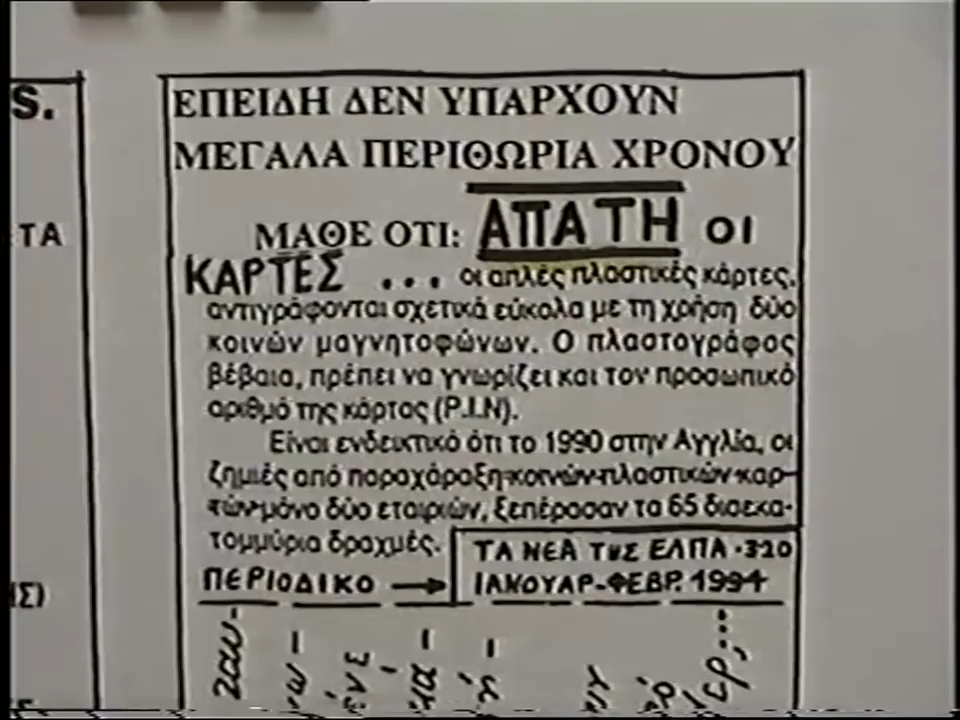 S.
ΤΑ
ΙΣ)
ΕΠΕΙΔΗ ΔΕΝ ΥΠΑΡΧΟΥΝ
ΜΕΓΑΛΑ ΠΕΡΙΘΩΡΙΑ ΧΡΟΝΟΥ
ΜΑΘΕ ΟΤΙ: ΑΠΑΤΗ ΟΙ
ΚΑΡΤΕΣ ... οι απλές πλαστικές κάρτες,
αντιγράφονται σχετικά εύκολα με τη χρήση δύο
κοινών μαγνητοφώνων. Ο πλαστογράφος
βέβαια, πρέπει να γνωρίζει και τον προσωπικό
αριθμό της κάρτας (P.I.N).
Είναι ενδεικτικό ότι το 1990 στην Αγγλία, οι
ζημιές από παραχάραξη κοινών πλαστικών καρ-
τών μόνο δύο εταιριών, ξεπέρασαν τα 65 δισεκα-
τομμύρια δραχμές.
ΤΑ ΝΕΑ ΤΗΣ ΕΛΠΑ · 320
ΠΕΡΙΟΔΙΚΟ → ΙΑΝΟΥΑΡ-ΦΕΒΡ. 1994